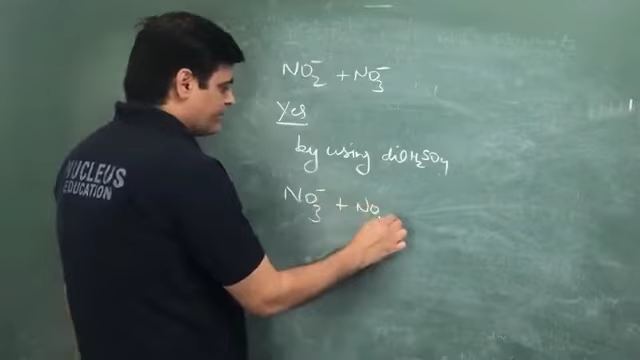 NO₂⁻ + NO₃⁻
Yes
by using dil H₂SO₄
NO₃⁻ + NO
NUCLEUS
EDUCATION